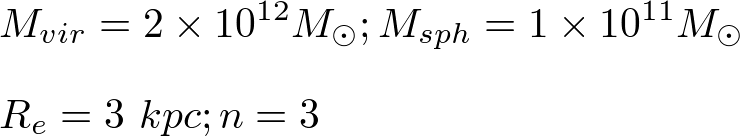 M_{vir} = 2 × 10^{12} M_⊙; M_{sph} = 1 × 10^{11} M_⊙
R_e = 3 kpc; n = 3